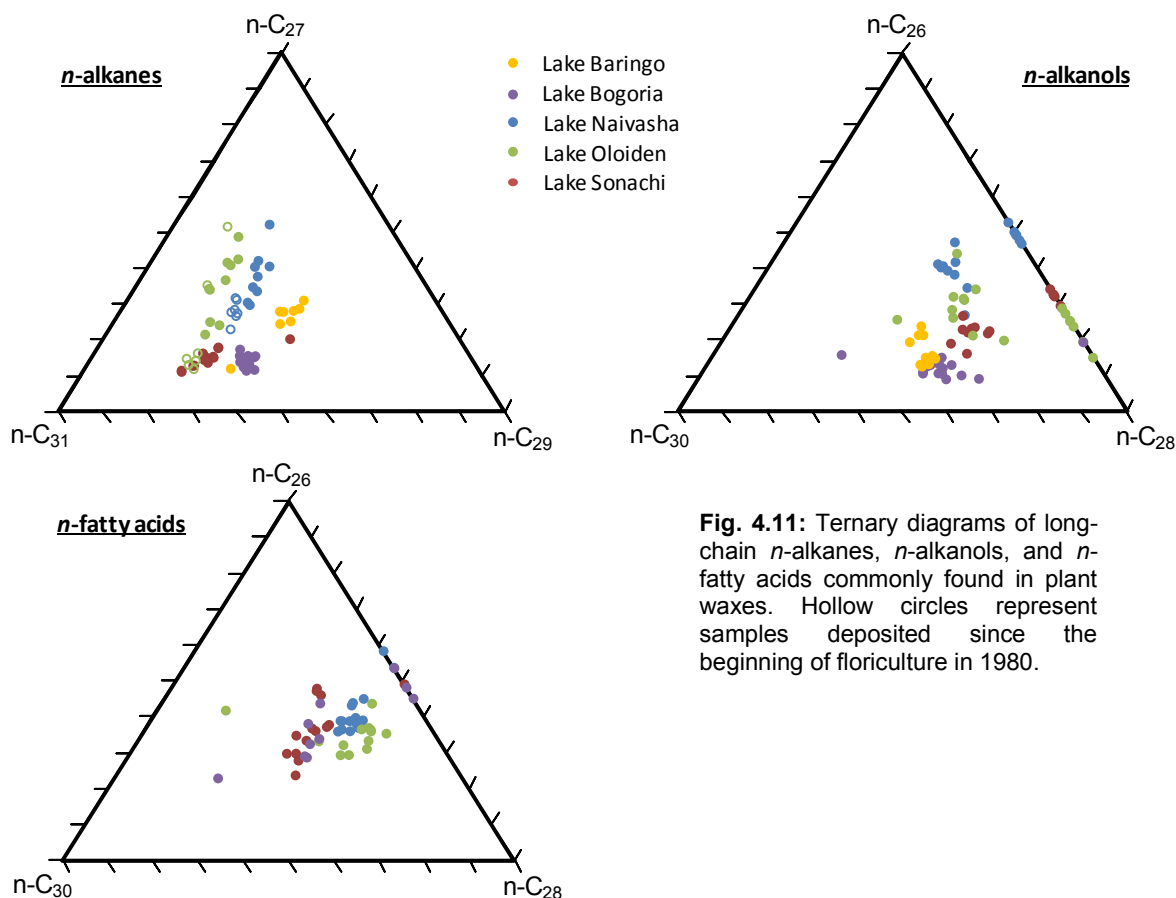 n-C27
n-alkanes
n-C31
n-C29
Lake Baringo
Lake Bogoria
Lake Naivasha
Lake Oloiden
Lake Sonachi
n-C26
n-alkanols
n-C30
n-C28
n-C26
n-fatty acids
n-C30
n-C28
Fig. 4.11: Ternary diagrams of long-
chain n-alkanes, n-alkanols, and n-
fatty acids commonly found in plant
waxes. Hollow circles represent
samples deposited since the
beginning of floriculture in 1980.